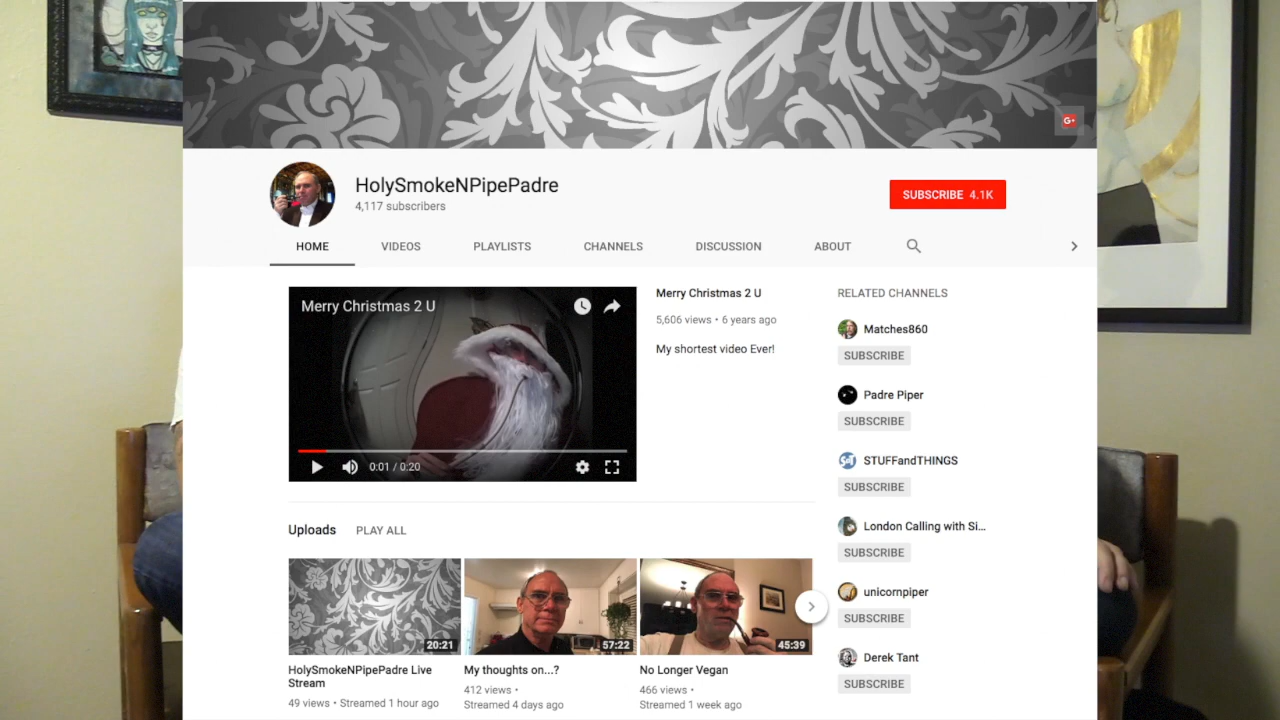 G+
HolySmokeNPipePadre
4,117 subscribers
SUBSCRIBE 4.1K
HOME VIDEOS PLAYLISTS CHANNELS DISCUSSION ABOUT
Merry Christmas 2 U
0:01 / 0:20
Merry Christmas 2 U
5,606 views • 6 years ago
My shortest video Ever!
RELATED CHANNELS
Matches860
SUBSCRIBE
Padre Piper
SUBSCRIBE
STUFFandTHINGS
SUBSCRIBE
London Calling with Si...
SUBSCRIBE
unicornpiper
SUBSCRIBE
Derek Tant
SUBSCRIBE
Uploads PLAY ALL
20:21
HolySmokeNPipePadre Live
Stream
49 views • Streamed 1 hour ago
57:22
My thoughts on...?
412 views •
Streamed 4 days ago
45:39
No Longer Vegan
466 views •
Streamed 1 week ago